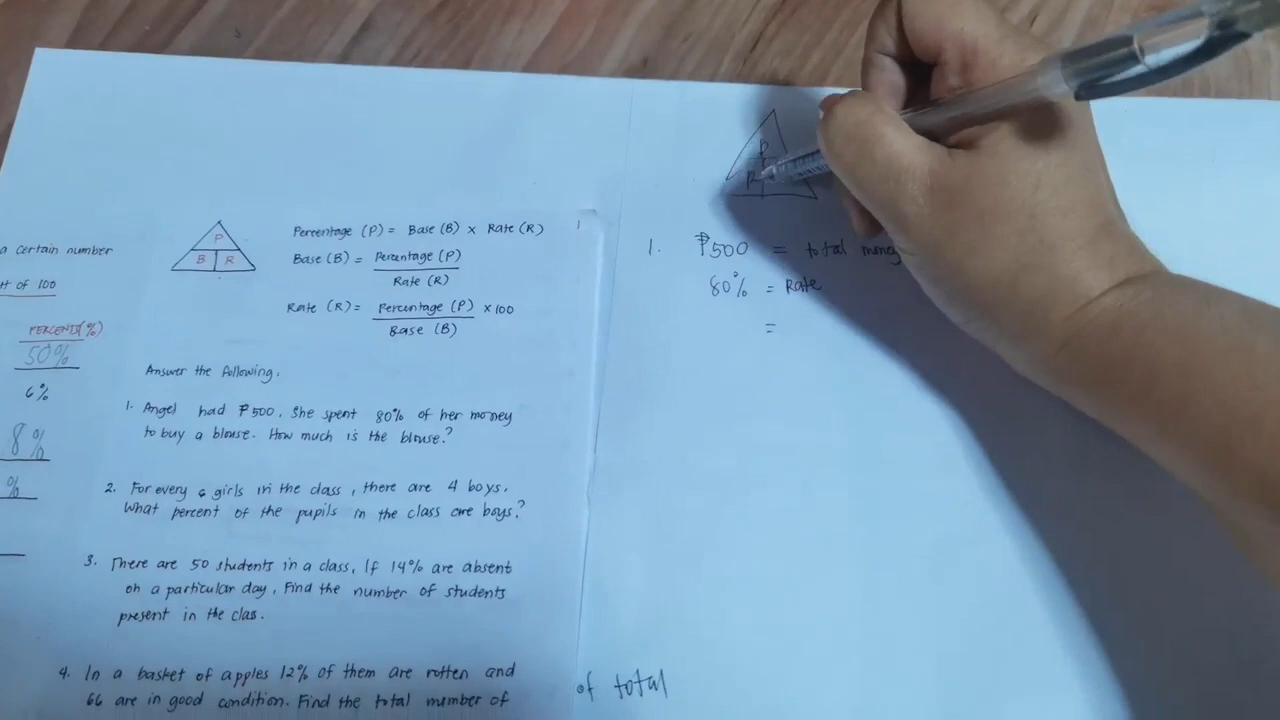 a certain number
t of 100
PERCENT(%)
50%
6%
8%
%
P
B R
Percentage (P) = Base (B) × Rate (R)
Base (B) = Percentage (P)
Rate (R)
Rate (R) = Percentage (P) × 100
Base (B)
Answer the following.
1. Angel had ₱500. She spent 80% of her money
to buy a blouse. How much is the blouse?
2. For every 6 girls in the class, there are 4 boys.
What percent of the pupils in the class are boys?
3. There are 50 students in a class, If 14% are absent
on a particular day, Find the number of students
present in the class.
4. In a basket of apples 12% of them are rotten and
66 are in good condition. Find the total number of
1
P
1. ₱500 = total money
80% = Rate
=
of total